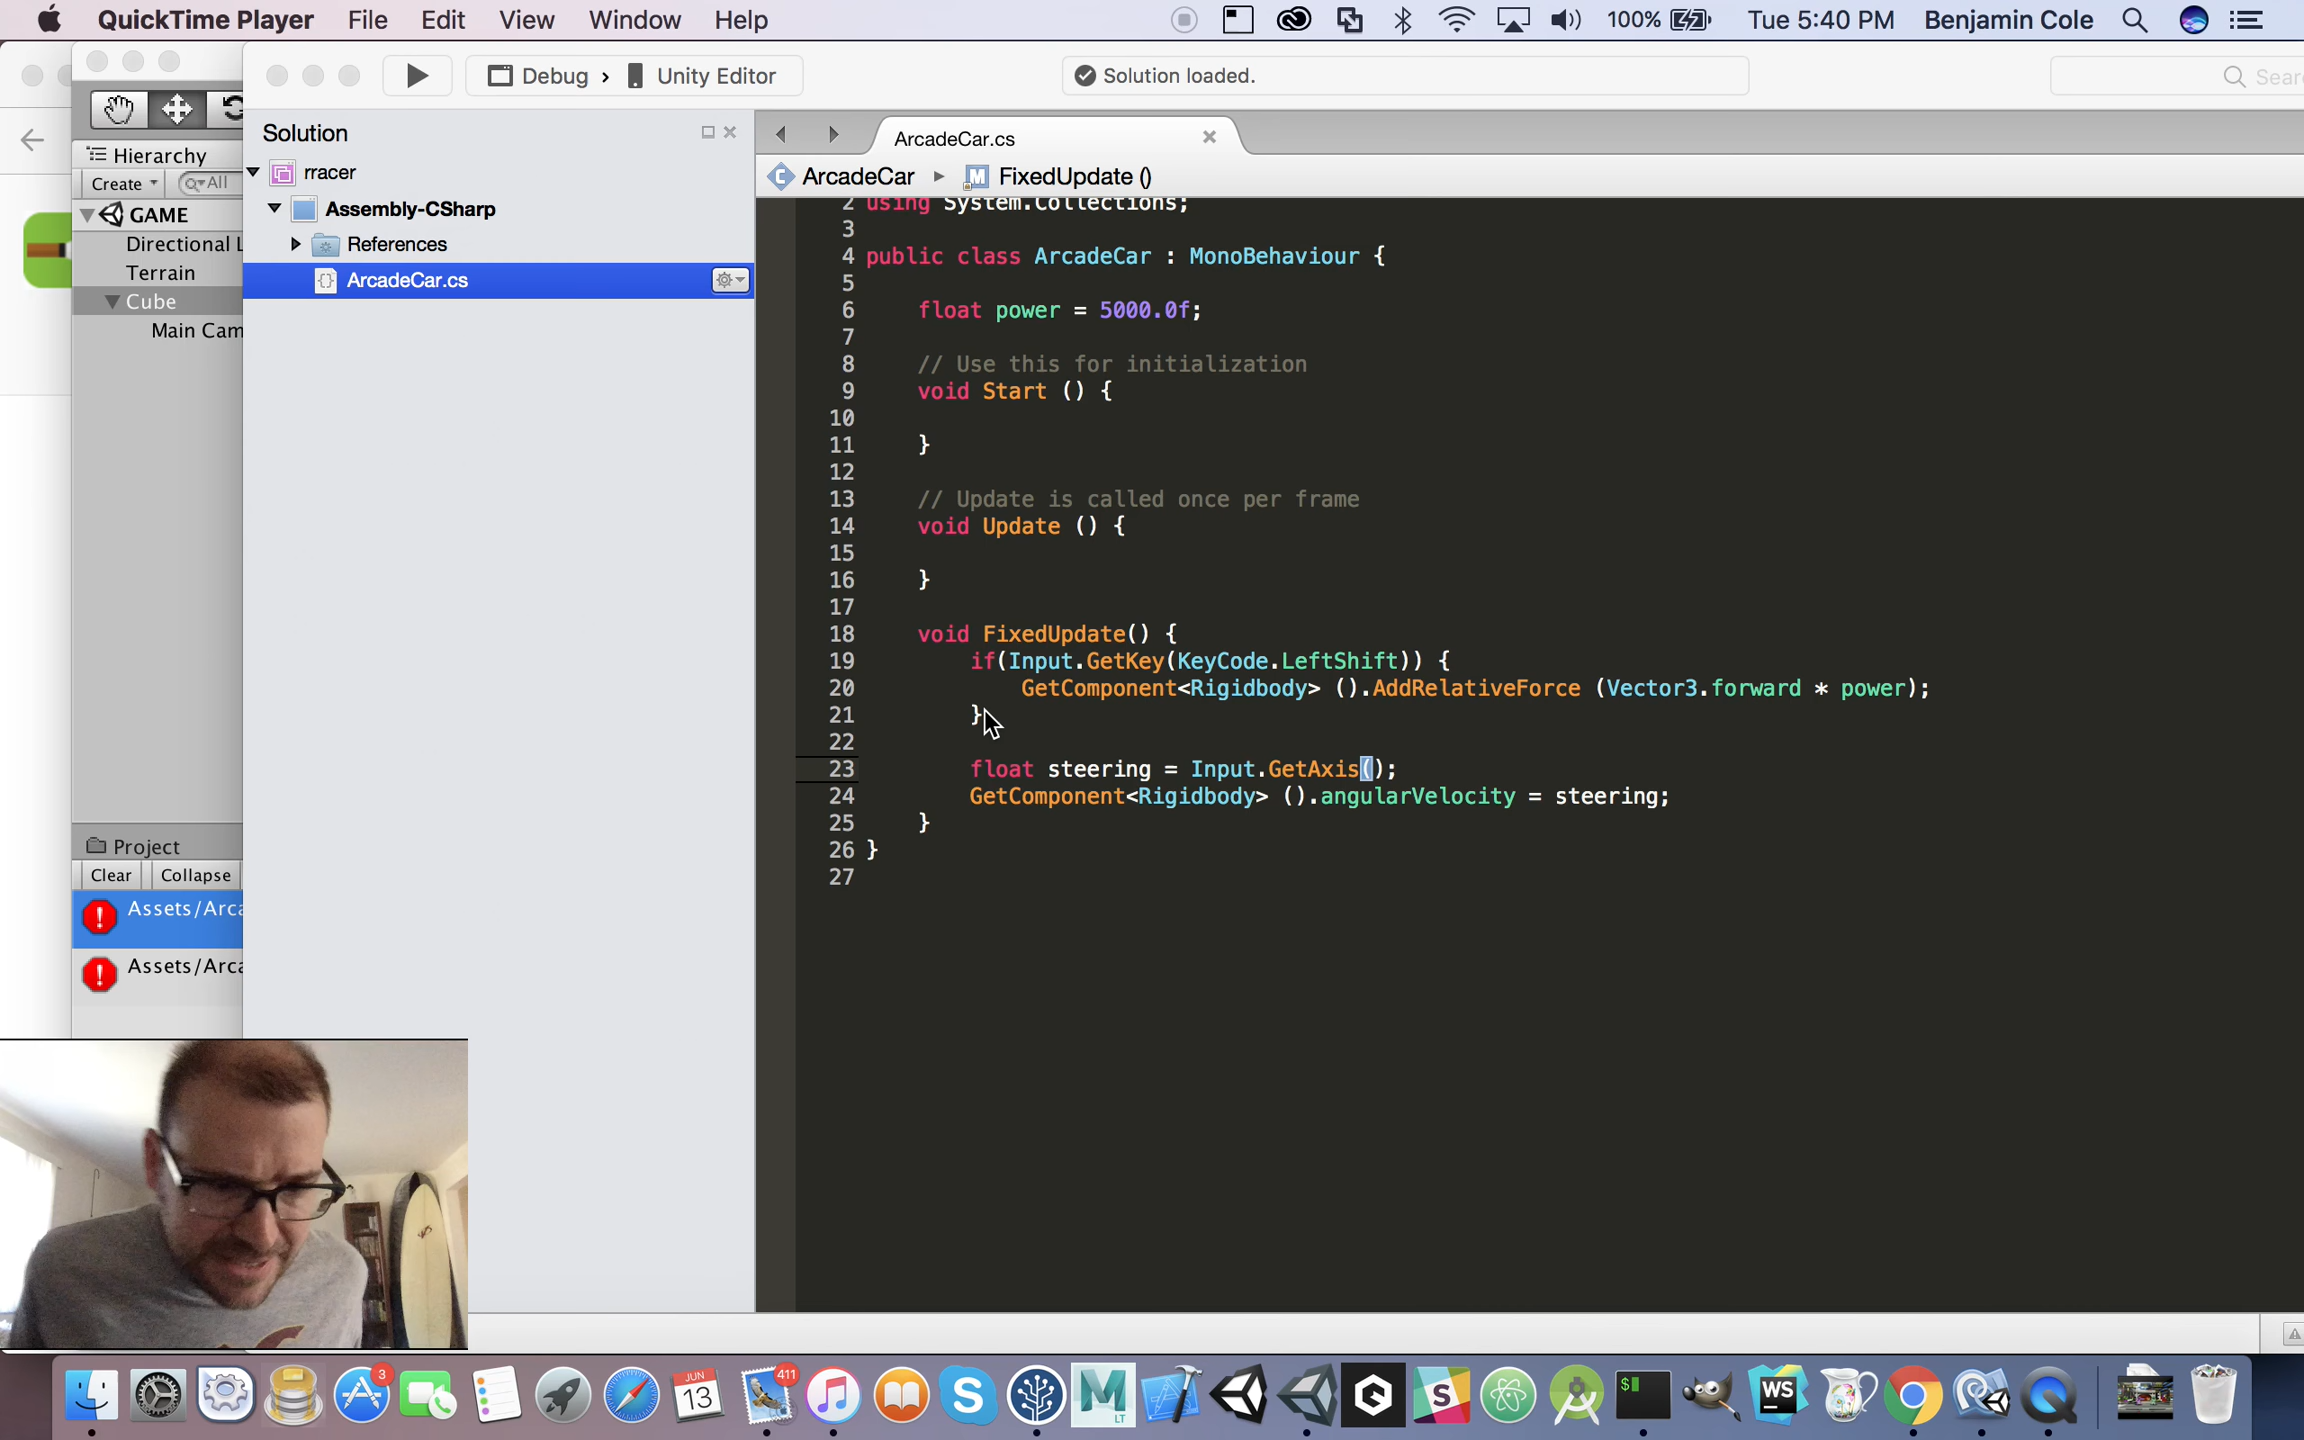 QuickTime Player File Edit View Window Help 100% Tue 5:40 PM Benjamin Cole
Debug > Unity Editor
Solution loaded.
Solution
Hierarchy
Create
All
GAME
Directional L
Terrain
Cube
Main Cam
rracer
Assembly-CSharp
References
ArcadeCar.cs
ArcadeCar.cs
ArcadeCar FixedUpdate ()
2 using System.Collections;
3
4 public class ArcadeCar : MonoBehaviour {
5
6 float power = 5000.0f;
7
8 // Use this for initialization
9 void Start () {
10
11 }
12
13 // Update is called once per frame
14 void Update () {
15
16 }
17
18 void FixedUpdate() {
19 if(Input.GetKey(KeyCode.LeftShift)) {
20 GetComponent<Rigidbody> ().AddRelativeForce (Vector3.forward * power);
21 }
22
23 float steering = Input.GetAxis();
24 GetComponent<Rigidbody> ().angularVelocity = steering;
25 }
26 }
27
Project
Clear Collapse
Assets/Arca
Assets/Arca
3
JUN
13
411
S
M
LT
$
WS